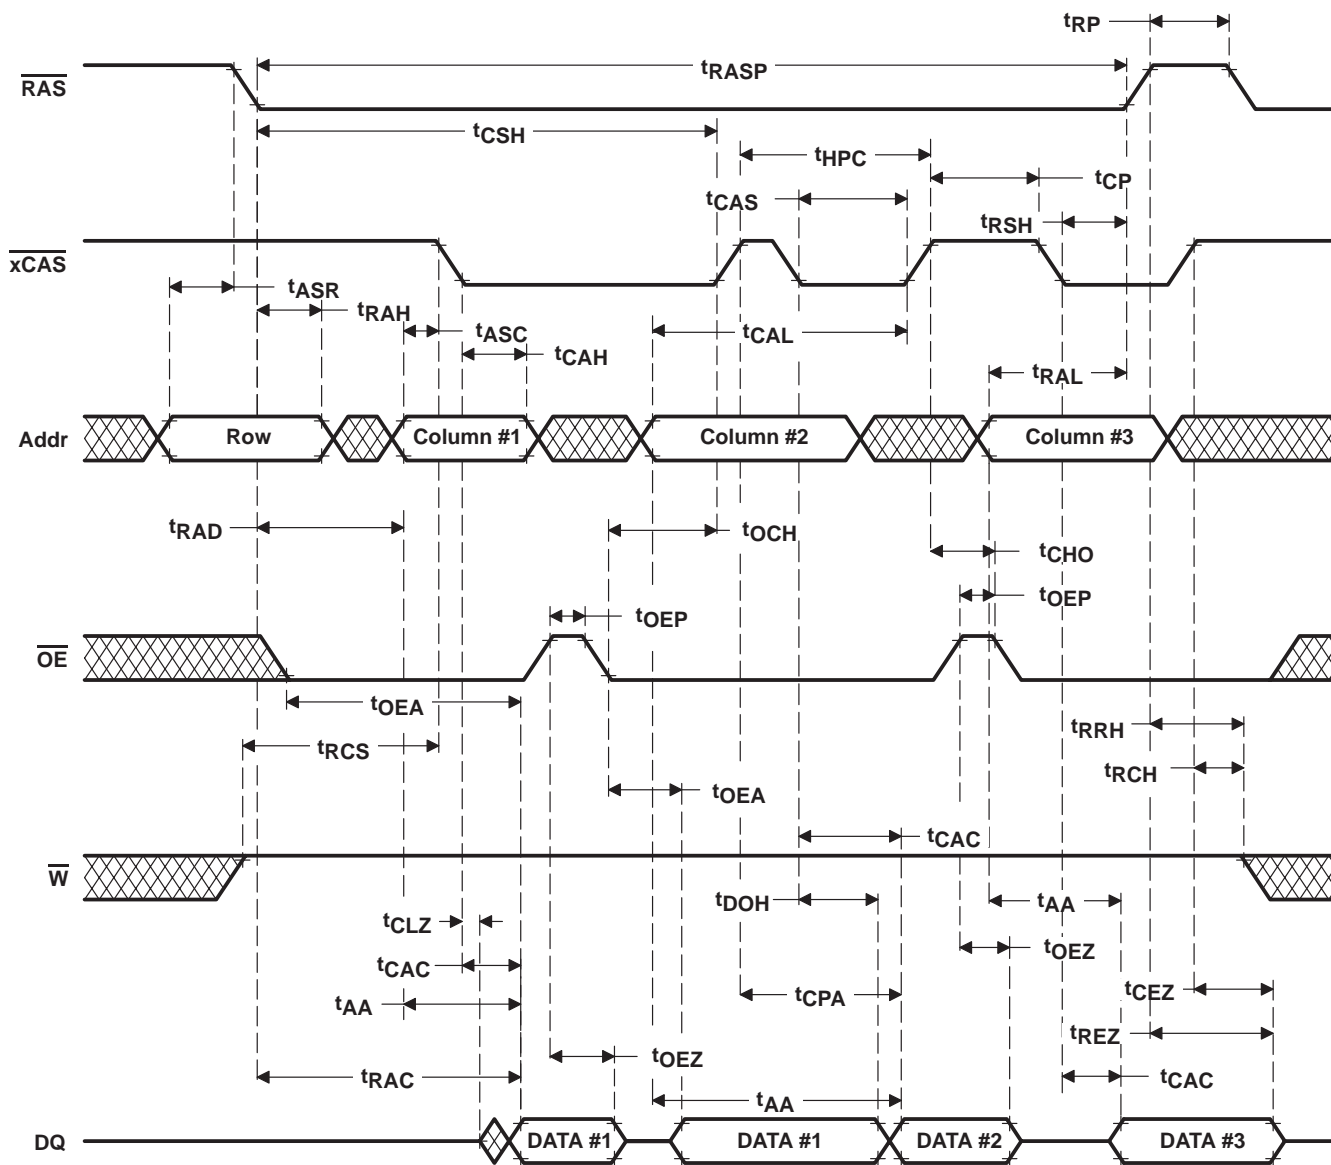 tRP
RAS
tRASP
tCSH
tHPC
tCAS
tCP
tRSH
xCAS
tASR
tRAH
tASC
tCAL
tCAH
tRAL
Addr
Row
Column #1
Column #2
Column #3
tRAD
tOCH
tCHO
tOEP
tOEP
OE
tOEA
tRRH
tRCS
tRCH
tOEA
tCAC
W
tDOH
tAA
tCLZ
tOEZ
tCAC
tCEZ
tCPA
tAA
tREZ
tOEZ
tRAC
tCAC
tAA
DQ
DATA #1
DATA #1
DATA #2
DATA #3